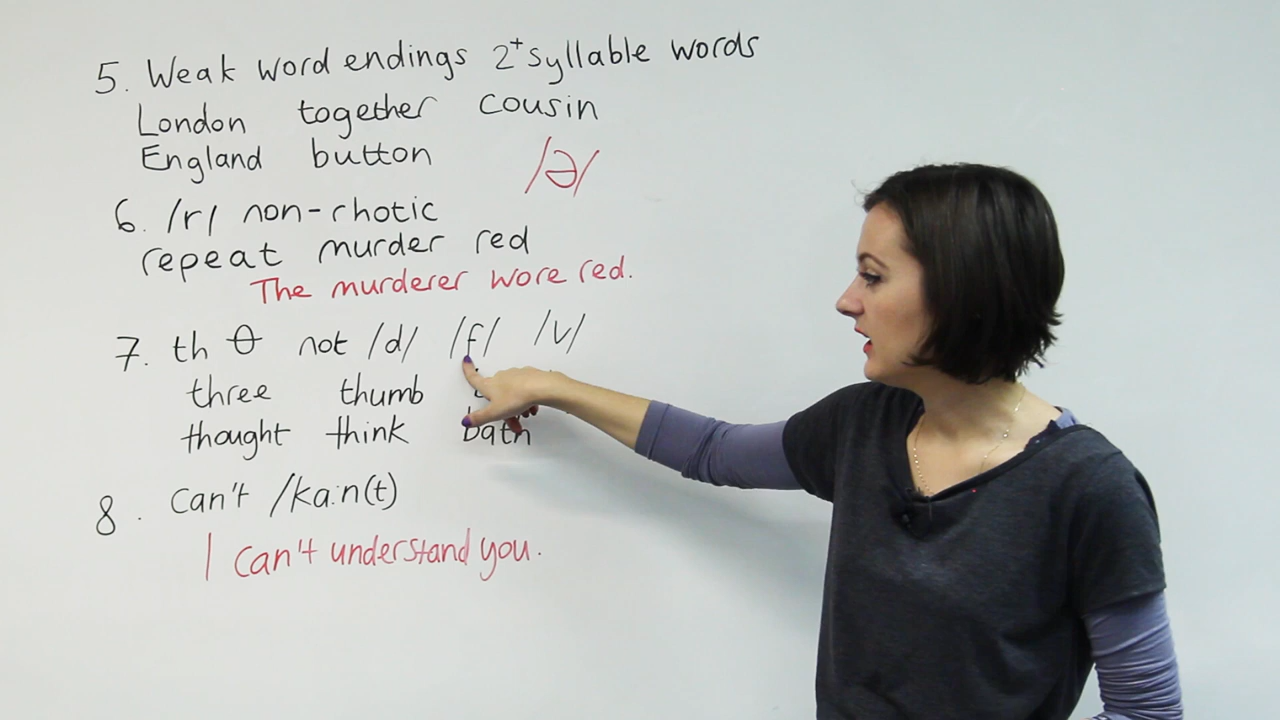 5. Weak word endings 2+ syllable words
London together cousin
England button /ə/
6. /r/ non-rhotic
repeat murder red
The murderer wore red.
7. th θ not /d/ /f/ /v/
three thumb
thought think bath
8. can't /ka:n(t)
I can't understand you.